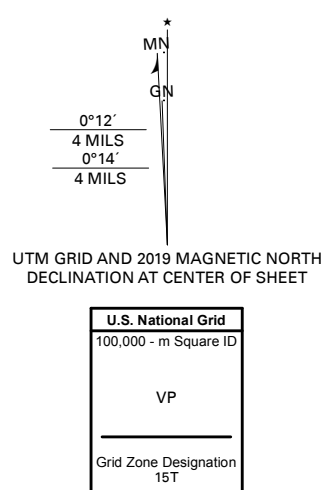 ★
MN
GN
0°12´
4 MILS
0°14´
4 MILS
UTM GRID AND 2019 MAGNETIC NORTH
DECLINATION AT CENTER OF SHEET
U.S. National Grid
100,000 - m Square ID
VP
Grid Zone Designation
15T